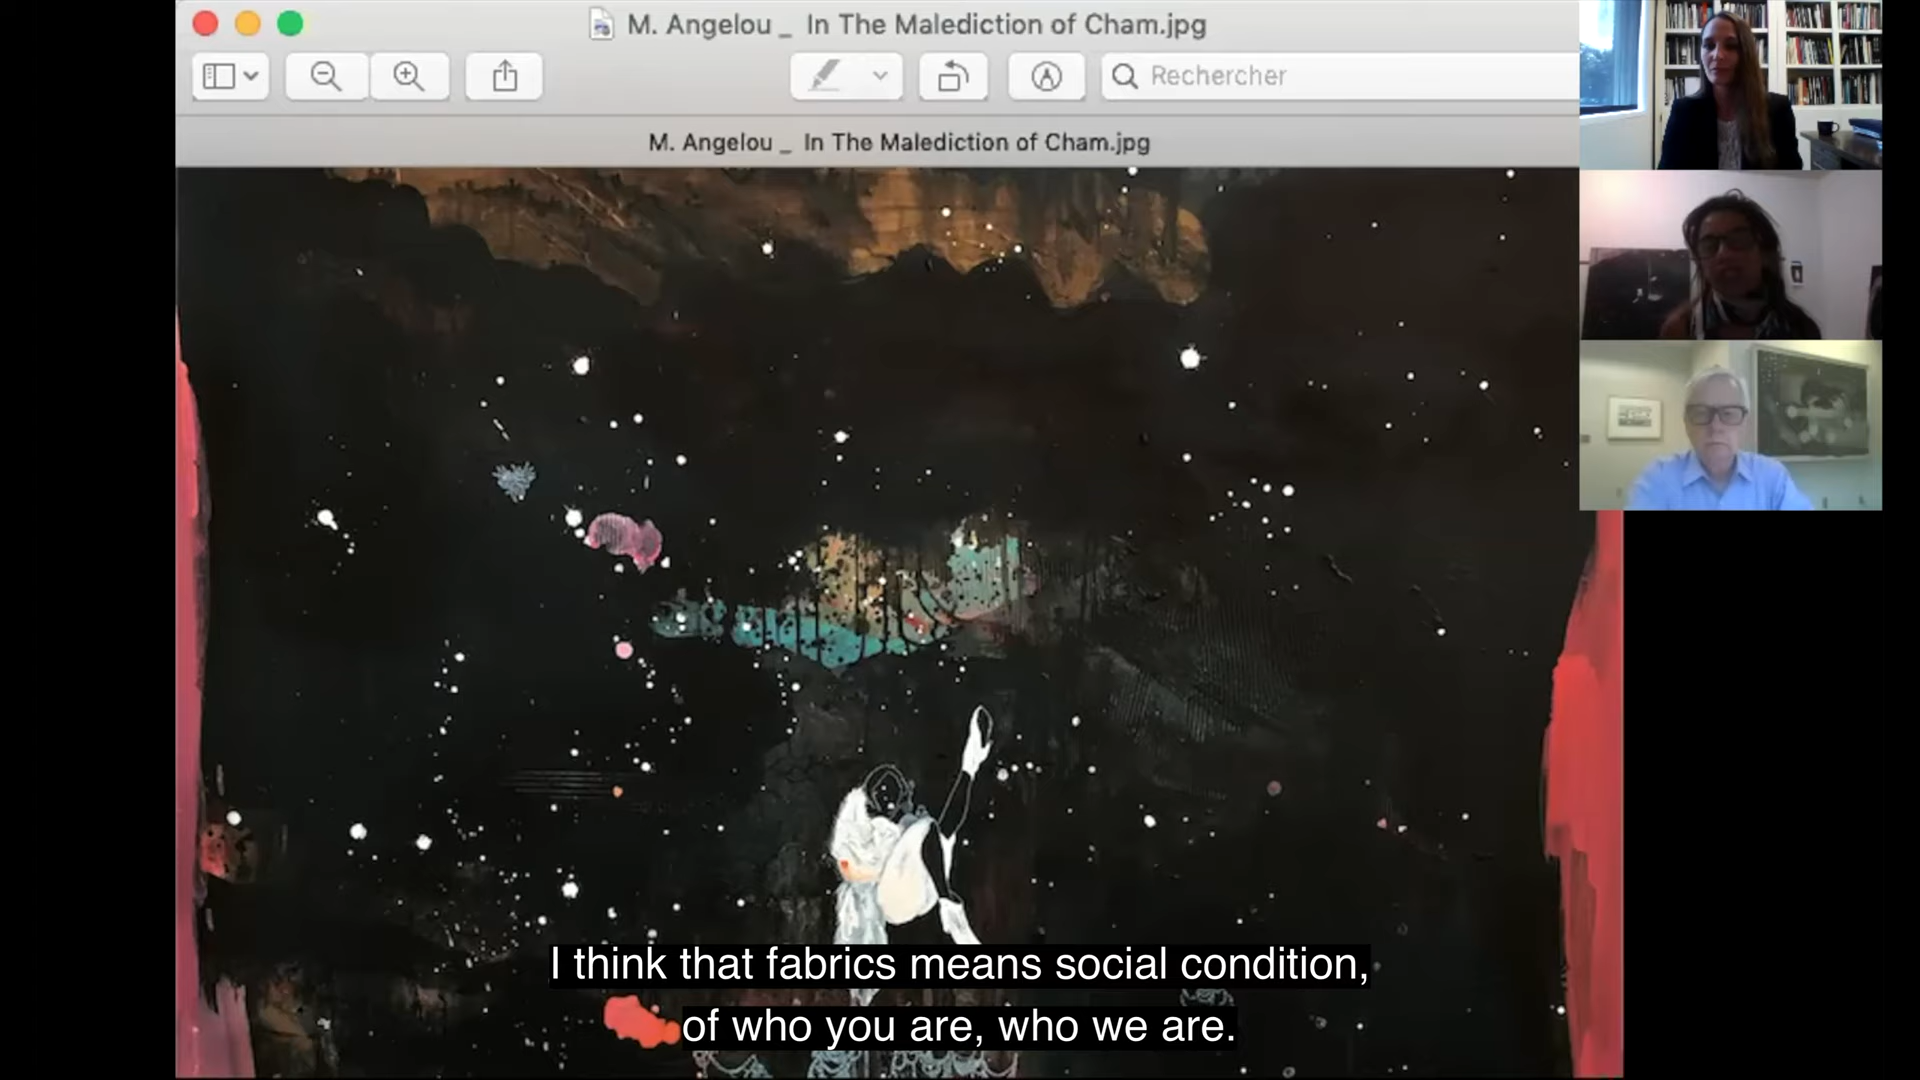 M. Angelou _ In The Malediction of Cham.jpg
Rechercher
M. Angelou _ In The Malediction of Cham.jpg
I think that fabrics means social condition,
of who you are, who we are.